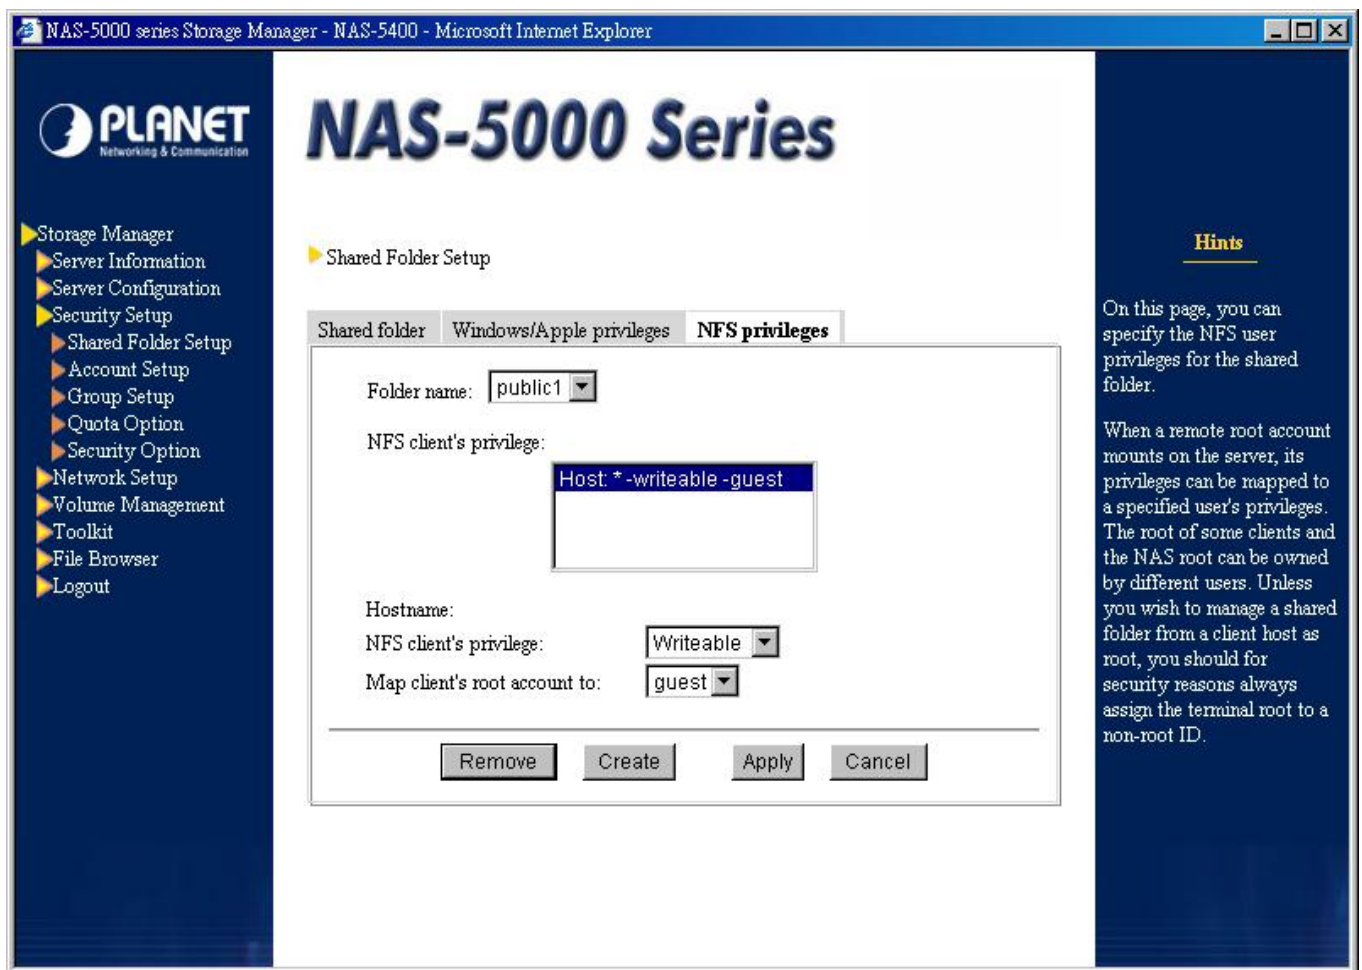 NAS-5000 series Storage Manager - NAS-5400 - Microsoft Internet Explorer
PLANET
Networking & Communication
NAS-5000 Series
Storage Manager
Server Information
Server Configuration
Security Setup
Shared Folder Setup
Account Setup
Group Setup
Quota Option
Security Option
Network Setup
Volume Management
Toolkit
File Browser
Logout
Shared Folder Setup
Shared folder Windows/Apple privileges NFS privileges
Folder name: public1
NFS client's privilege:
Host: * -writeable -guest
Hostname:
NFS client's privilege: Writeable
Map client's root account to: guest
Remove Create Apply Cancel
Hints
On this page, you can
specify the NFS user
privileges for the shared
folder.
When a remote root account
mounts on the server, its
privileges can be mapped to
a specified user's privileges.
The root of some clients and
the NAS root can be owned
by different users. Unless
you wish to manage a shared
folder from a client host as
root, you should for
security reasons always
assign the terminal root to a
non-root ID.